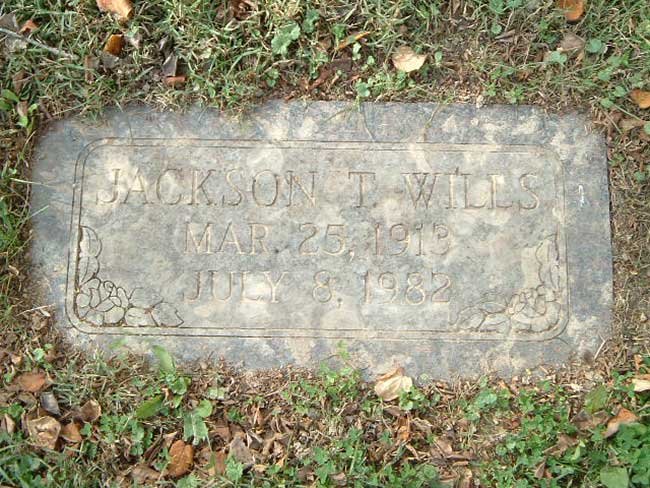 JACKSON T. WILLS
MAR. 25, 1913
JULY 8, 1982